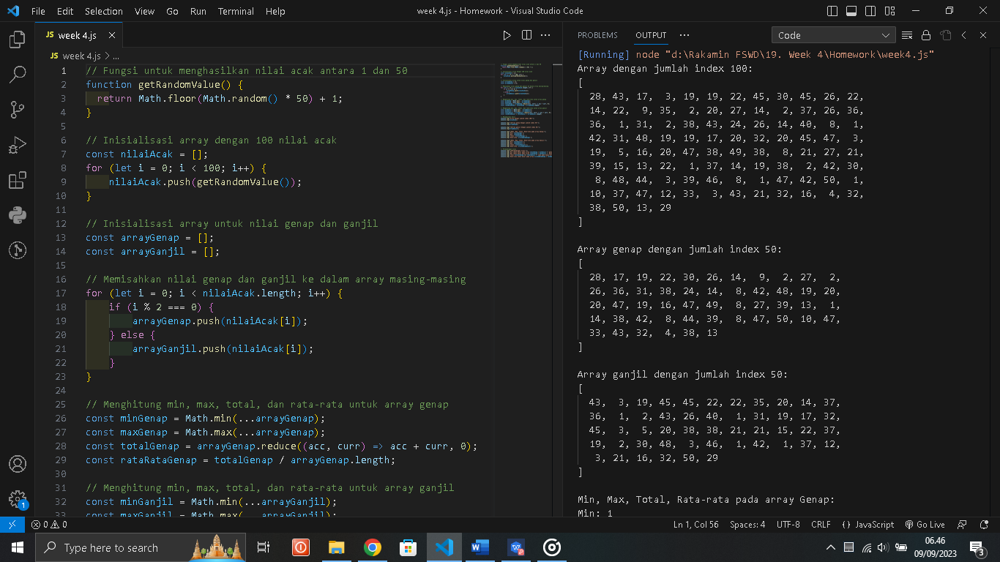 File Edit Selection View Go Run Terminal Help week 4.js - Homework - Visual Studio Code
JS week 4.js
JS week 4.js > ...
1 // Fungsi untuk menghasilkan nilai acak antara 1 dan 50
2 function getRandomValue() {
3 return Math.floor(Math.random() * 50) + 1;
4 }
5
6 // Inisialisasi array dengan 100 nilai acak
7 const nilaiAcak = [];
8 for (let i = 0; i < 100; i++) {
9 nilaiAcak.push(getRandomValue());
10 }
11
12 // Inisialisasi array untuk nilai genap dan ganjil
13 const arrayGenap = [];
14 const arrayGanjil = [];
15
16 // Memisahkan nilai genap dan ganjil ke dalam array masing-masing
17 for (let i = 0; i < nilaiAcak.length; i++) {
18 if (i % 2 === 0) {
19 arrayGenap.push(nilaiAcak[i]);
20 } else {
21 arrayGanjil.push(nilaiAcak[i]);
22 }
23 }
24
25 // Menghitung min, max, total, dan rata-rata untuk array genap
26 const minGenap = Math.min(...arrayGenap);
27 const maxGenap = Math.max(...arrayGenap);
28 const totalGenap = arrayGenap.reduce((acc, curr) => acc + curr, 0);
29 const rataRataGenap = totalGenap / arrayGenap.length;
30
31 // Menghitung min, max, total, dan rata-rata untuk array ganjil
32 const minGanjil = Math.min(...arrayGanjil);
33 const maxGanjil = Math.max(...arrayGanjil);
PROBLEMS OUTPUT ... Code
[Running] node "d:\Rakamin FSWD\19. Week 4\Homework\week4.js"
Array dengan jumlah index 100:
[
28, 43, 17, 3, 19, 19, 22, 45, 30, 45, 26, 22,
14, 22, 9, 35, 2, 20, 27, 14, 2, 37, 26, 36,
36, 1, 31, 2, 38, 43, 24, 26, 14, 40, 8, 1,
42, 31, 48, 19, 19, 17, 20, 32, 20, 45, 47, 3,
19, 5, 16, 20, 47, 38, 49, 38, 8, 21, 27, 21,
39, 15, 13, 22, 1, 37, 14, 19, 38, 2, 42, 30,
8, 48, 44, 3, 39, 46, 8, 1, 47, 42, 50, 1,
10, 37, 47, 12, 33, 3, 43, 21, 32, 16, 4, 32,
38, 50, 13, 29
]
Array genap dengan jumlah index 50:
[
28, 17, 19, 22, 30, 26, 14, 9, 2, 27, 2,
26, 36, 31, 38, 24, 14, 8, 42, 48, 19, 20,
20, 47, 19, 16, 47, 49, 8, 27, 39, 13, 1,
14, 38, 42, 8, 44, 39, 8, 47, 50, 10, 47,
33, 43, 32, 4, 38, 13
]
Array ganjil dengan jumlah index 50:
[
43, 3, 19, 45, 45, 22, 22, 35, 20, 14, 37,
36, 1, 2, 43, 26, 40, 1, 31, 19, 17, 32,
45, 3, 5, 20, 38, 38, 21, 21, 15, 22, 37,
19, 2, 30, 48, 3, 46, 1, 42, 1, 37, 12,
3, 21, 16, 32, 50, 29
]
Min, Max, Total, Rata-rata pada array Genap:
Min: 1
0 0 Ln 1, Col 56 Spaces: 4 UTF-8 CRLF {} JavaScript Go Live
1
Type here to search
06.46
09/09/2023
3